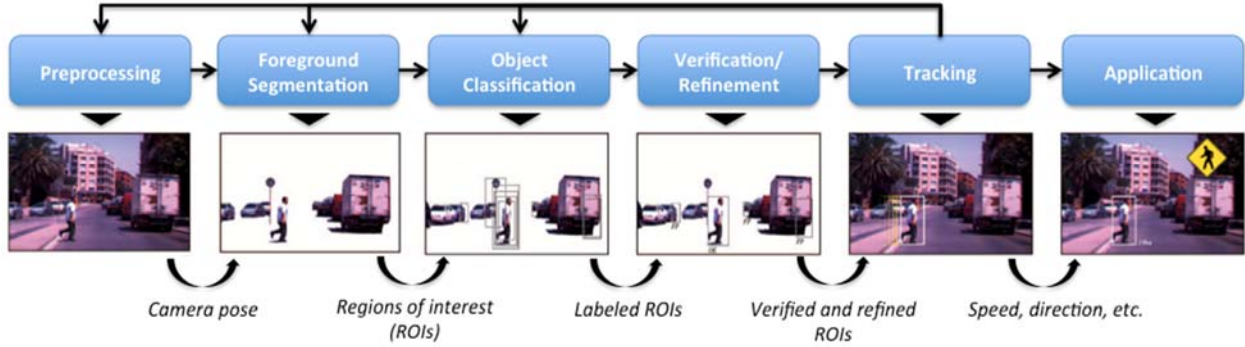 Preprocessing
Foreground
Segmentation
Object
Classification
Verification/
Refinement
Tracking
Application
Camera pose
Regions of interest
(ROIs)
Labeled ROIs
Verified and refined
ROIs
Speed, direction, etc.